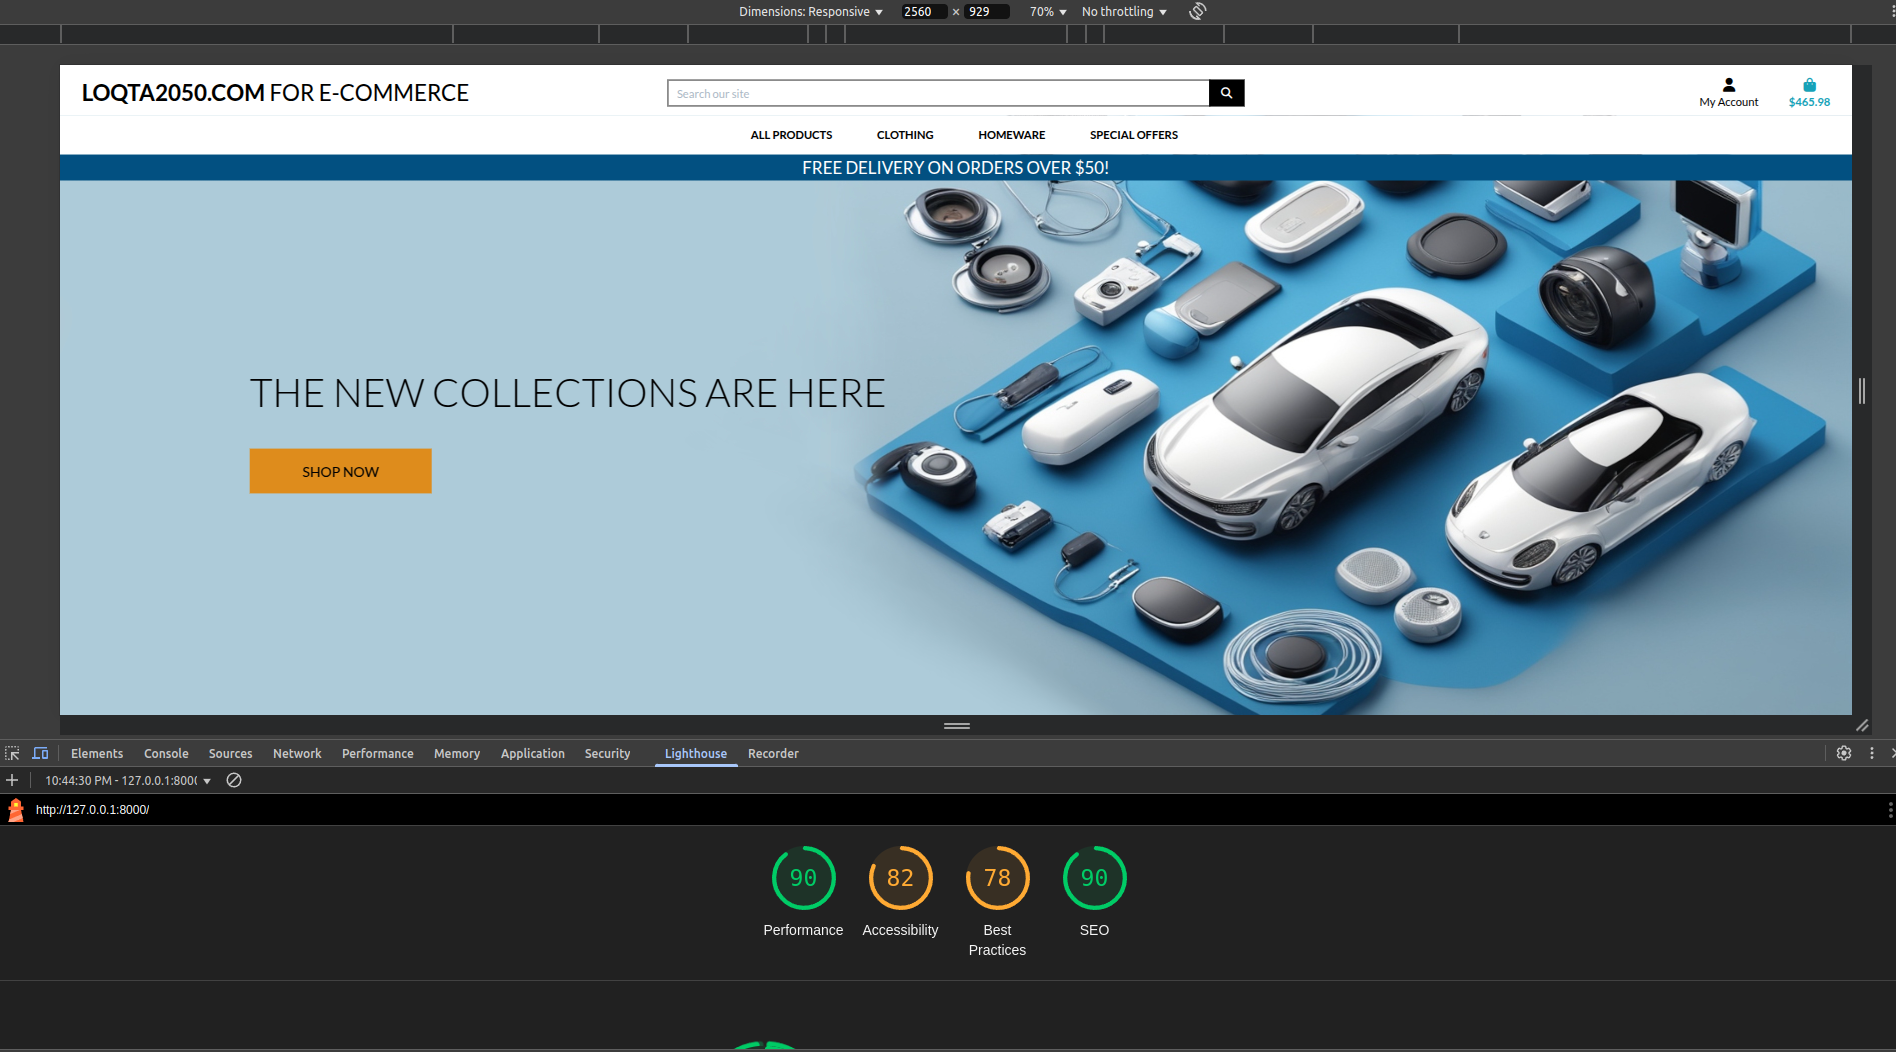 Dimensions: Responsive 2560 × 929 70% No throttling
LOQTA2050.COM FOR E-COMMERCE
Search our site
My Account
$465.98
ALL PRODUCTS CLOTHING HOMEWARE SPECIAL OFFERS
FREE DELIVERY ON ORDERS OVER $50!
THE NEW COLLECTIONS ARE HERE
SHOP NOW
Elements Console Sources Network Performance Memory Application Security Lighthouse Recorder
10:44:30 PM - 127.0.0.1:800
http://127.0.0.1:8000/
90 82 78 90
Performance Accessibility Best Practices SEO